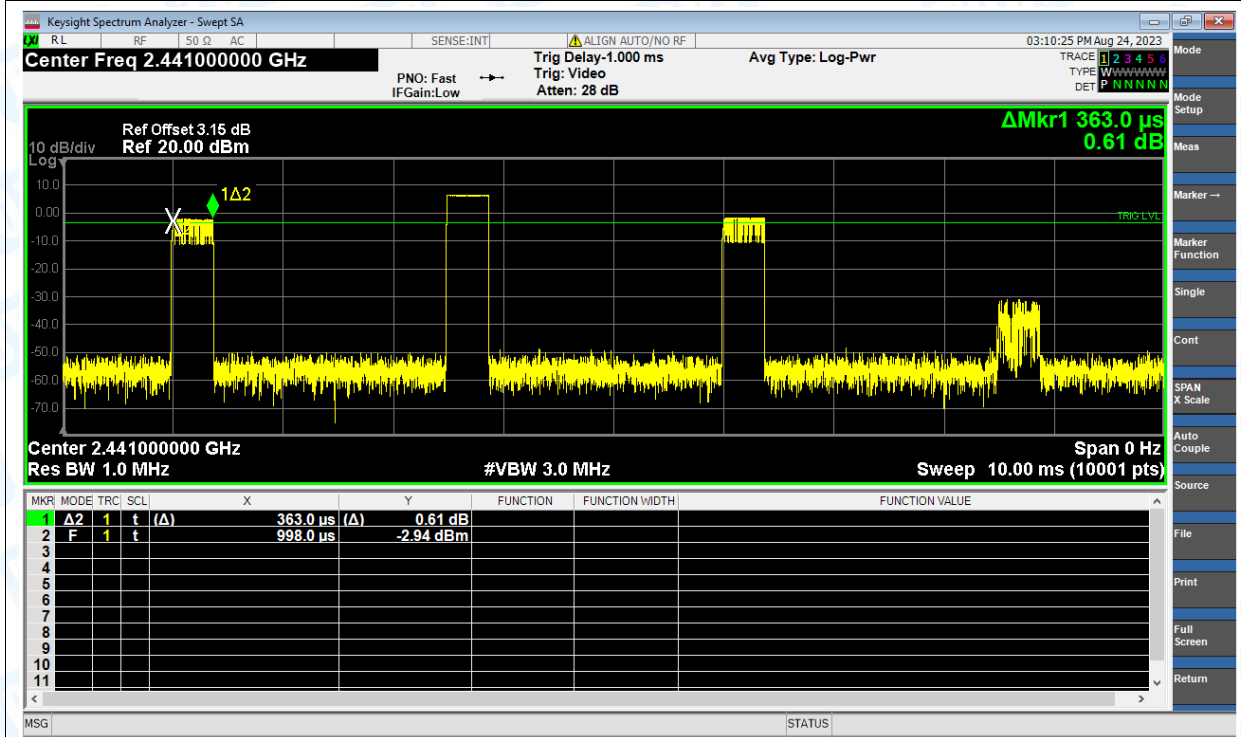 Keysight Spectrum Analyzer - Swept SA
LXI RL RF 50 Ω AC SENSE:INT ALIGN AUTO/NO RF 03:10:25 PM Aug 24, 2023
Center Freq 2.441000000 GHz
PNO: Fast
IFGain:Low
Trig Delay-1.000 ms
Trig: Video
Atten: 28 dB
Avg Type: Log-Pwr
TRACE 1 2 3 4 5 6
TYPE WWWWWW
DET P N N N N N
ΔMkr1 363.0 µs
0.61 dB
Ref Offset 3.15 dB
10 dB/div Ref 20.00 dBm
Log
10.0
0.00
-10.0
-20.0
-30.0
-40.0
-50.0
-60.0
-70.0
1Δ2
TRIG LVL
Center 2.441000000 GHz Span 0 Hz
Res BW 1.0 MHz #VBW 3.0 MHz Sweep 10.00 ms (10001 pts)
MKR MODE TRC SCL X Y FUNCTION FUNCTION WIDTH FUNCTION VALUE
1 Δ2 1 t (Δ) 363.0 µs (Δ) 0.61 dB
2 F 1 t 998.0 µs -2.94 dBm
3
4
5
6
7
8
9
10
11
MSG STATUS
Mode
Mode Setup
Meas
Marker →
Marker Function
Single
Cont
SPAN X Scale
Auto Couple
Source
File
Print
Full Screen
Return